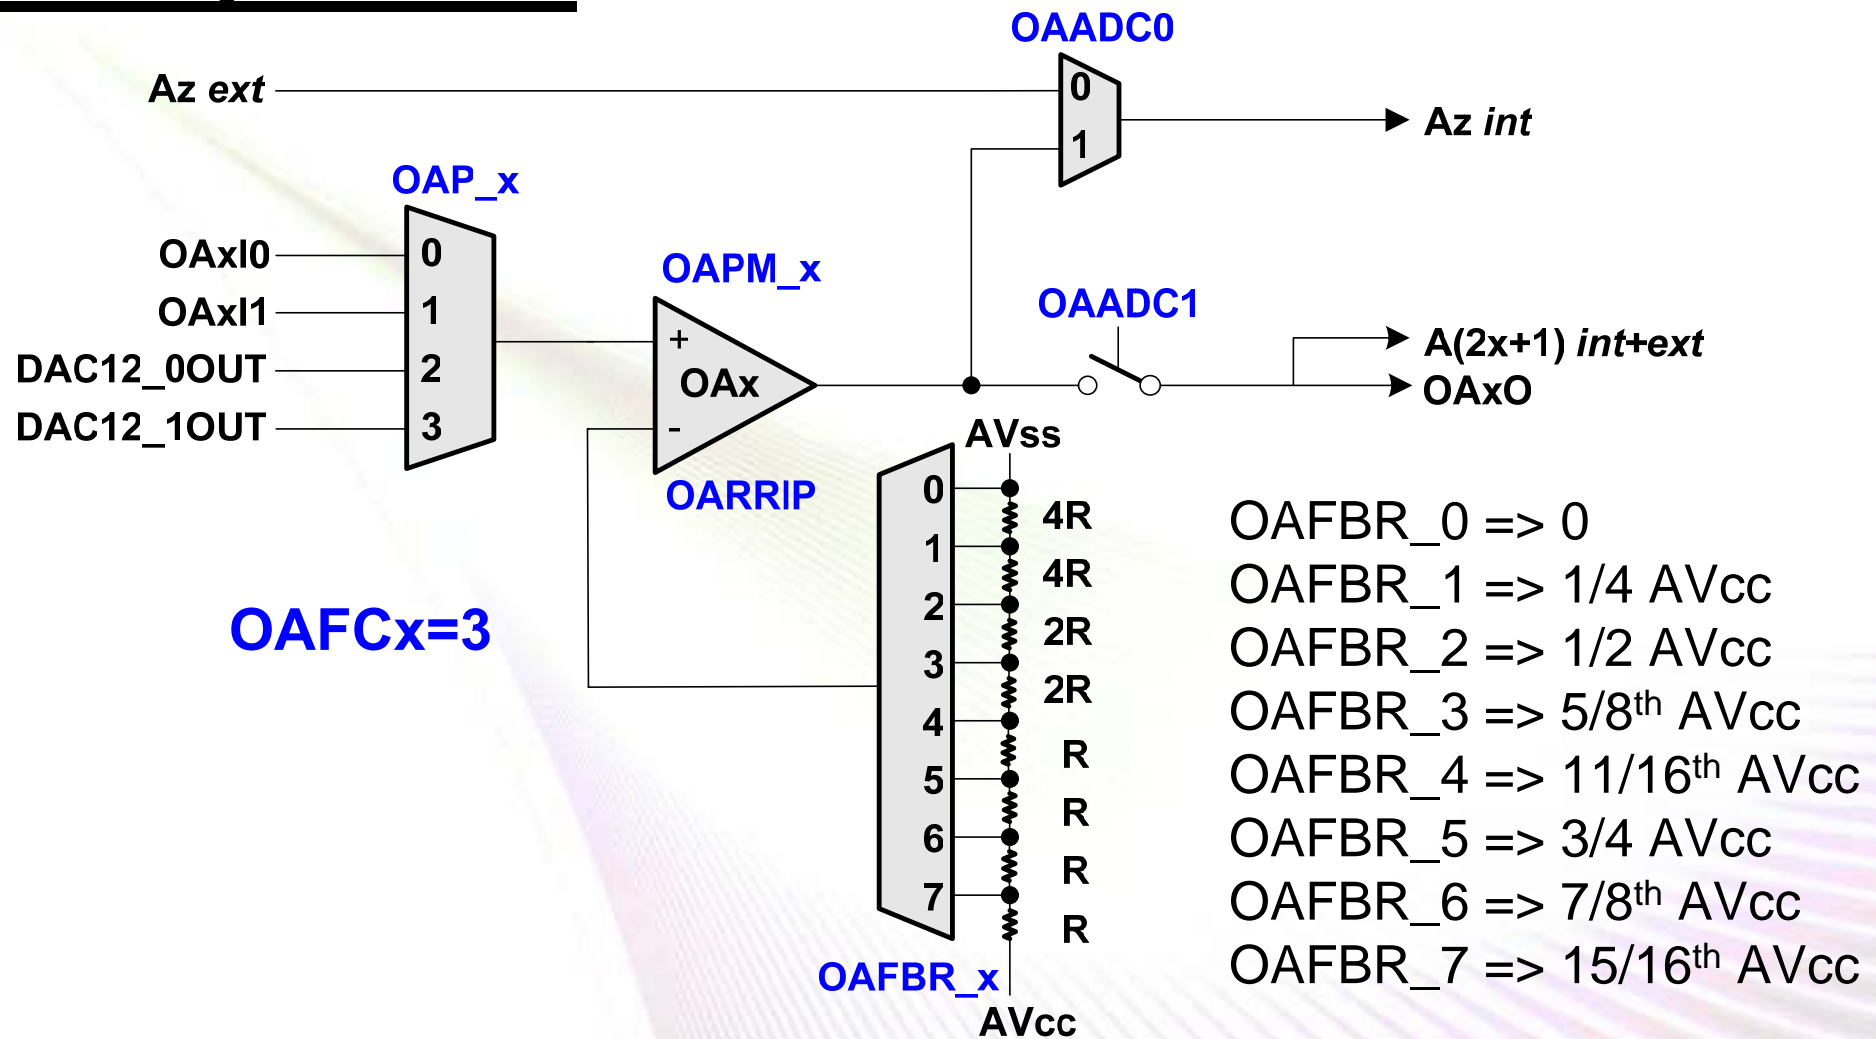 OAADC0
Az ext
0
1
Az int
OAP_x
OAxI0
OAxI1
DAC12_0OUT
DAC12_1OUT
0
1
2
3
OAPM_x
+
OAx
-
OARRIP
OAADC1
A(2x+1) int+ext
OAxO
AVss
0
1
2
3
4
5
6
7
4R
4R
2R
2R
R
R
R
R
OAFBR_x
AVcc
OAFCx=3
OAFBR_0 => 0
OAFBR_1 => 1/4 AVcc
OAFBR_2 => 1/2 AVcc
OAFBR_3 => 5/8th AVcc
OAFBR_4 => 11/16th AVcc
OAFBR_5 => 3/4 AVcc
OAFBR_6 => 7/8th AVcc
OAFBR_7 => 15/16th AVcc